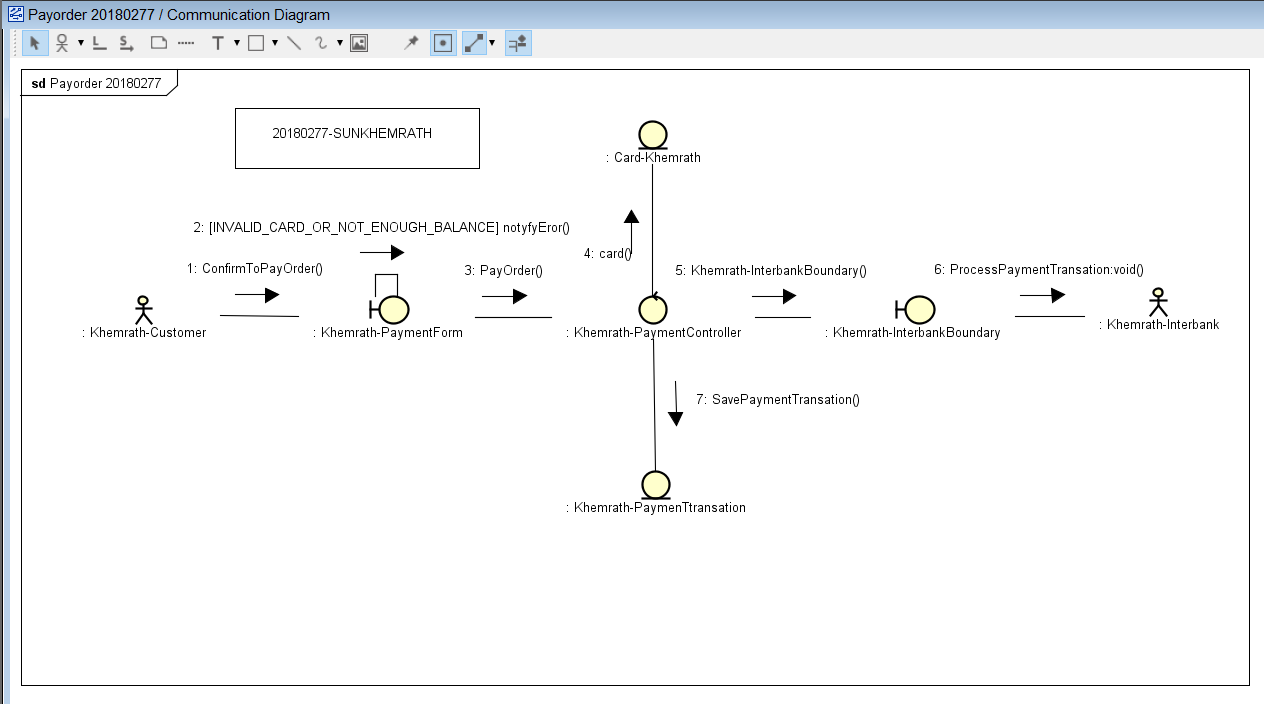 Payorder 20180277 / Communication Diagram
S
T
sd Payorder 20180277
20180277-SUNKHEMRATH
: Card-Khemrath
2: [INVALID_CARD_OR_NOT_ENOUGH_BALANCE] notyfyEror()
4: card()
1: ConfirmToPayOrder()
3: PayOrder()
5: Khemrath-InterbankBoundary()
6: ProcessPaymentTransation:void()
: Khemrath-Customer
: Khemrath-PaymentForm
: Khemrath-PaymentController
: Khemrath-InterbankBoundary
: Khemrath-Interbank
7: SavePaymentTransation()
: Khemrath-PaymenTtransation